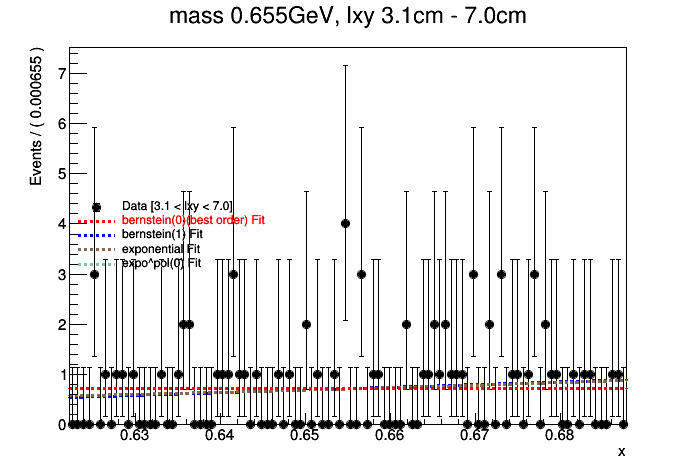 mass 0.655GeV, lxy 3.1cm - 7.0cm
Events / ( 0.000655 )
7
6
5
4
3
2
1
0
Data [3.1 < lxy < 7.0]
bernstein(0)(best order) Fit
bernstein(1) Fit
exponential Fit
expo^pol(0) Fit
0.63 0.64 0.65 0.66 0.67 0.68
x